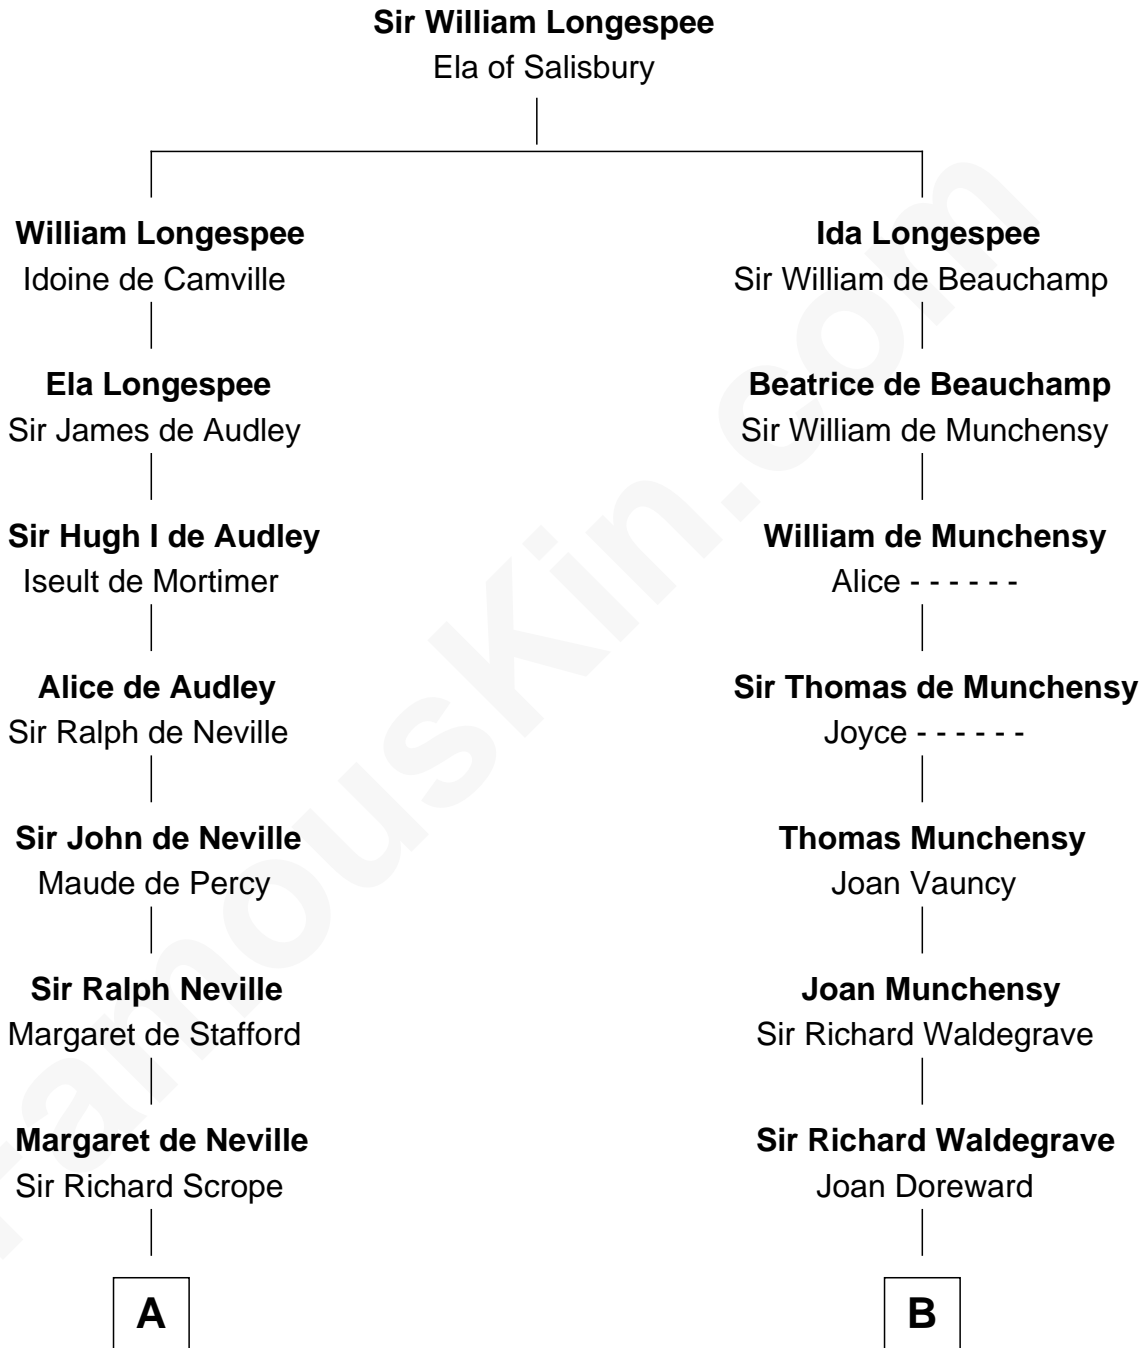 Sir William Longespee
Ela of Salisbury
William Longespee
Idoine de Camville
Ela Longespee
Sir James de Audley
Sir Hugh I de Audley
Iseult de Mortimer
Alice de Audley
Sir Ralph de Neville
Sir John de Neville
Maude de Percy
Sir Ralph Neville
Margaret de Stafford
Margaret de Neville
Sir Richard Scrope
A
Ida Longespee
Sir William de Beauchamp
Beatrice de Beauchamp
Sir William de Munchensy
William de Munchensy
Alice - - - - - -
Sir Thomas de Munchensy
Joyce - - - - - -
Thomas Munchensy
Joan Vauncy
Joan Munchensy
Sir Richard Waldegrave
Sir Richard Waldegrave
Joan Doreward
B
FamousKin.com